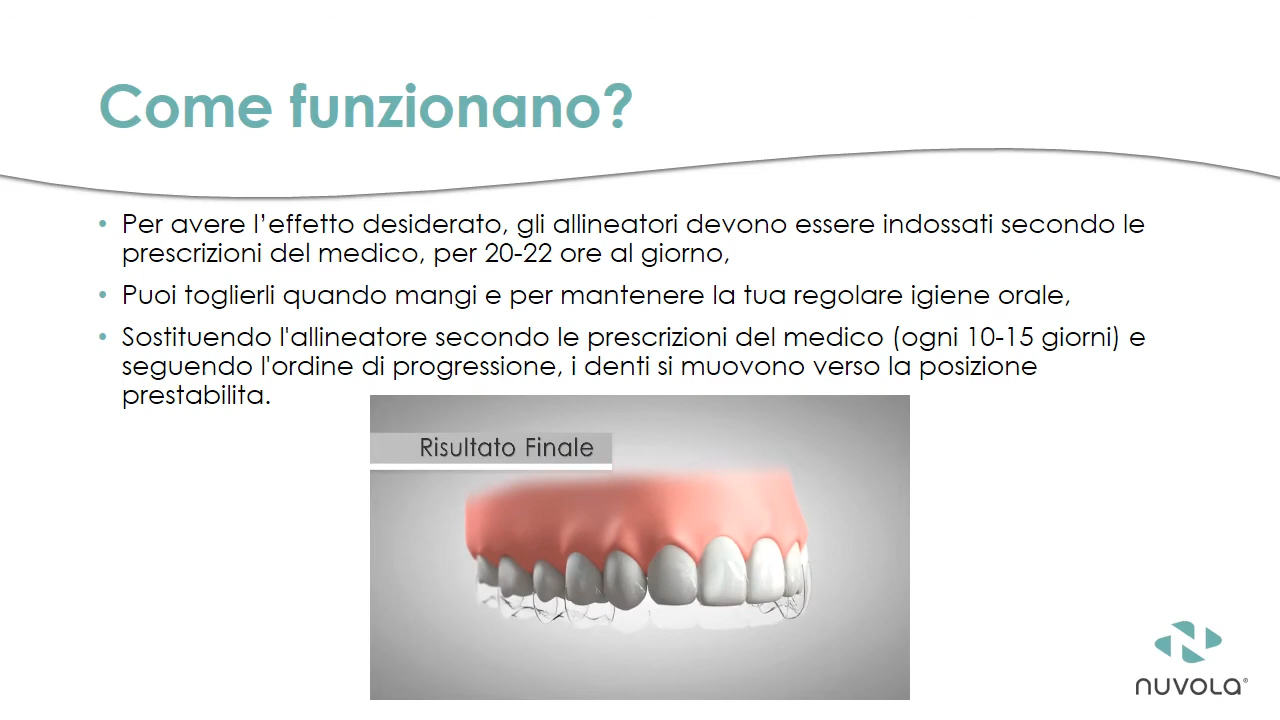 Come funzionano?
• Per avere l’effetto desiderato, gli allineatori devono essere indossati secondo le
prescrizioni del medico, per 20-22 ore al giorno,
• Puoi toglierli quando mangi e per mantenere la tua regolare igiene orale,
• Sostituendo l'allineatore secondo le prescrizioni del medico (ogni 10-15 giorni) e
seguendo l'ordine di progressione, i denti si muovono verso la posizione
prestabilita.
Risultato Finale
nuvola®